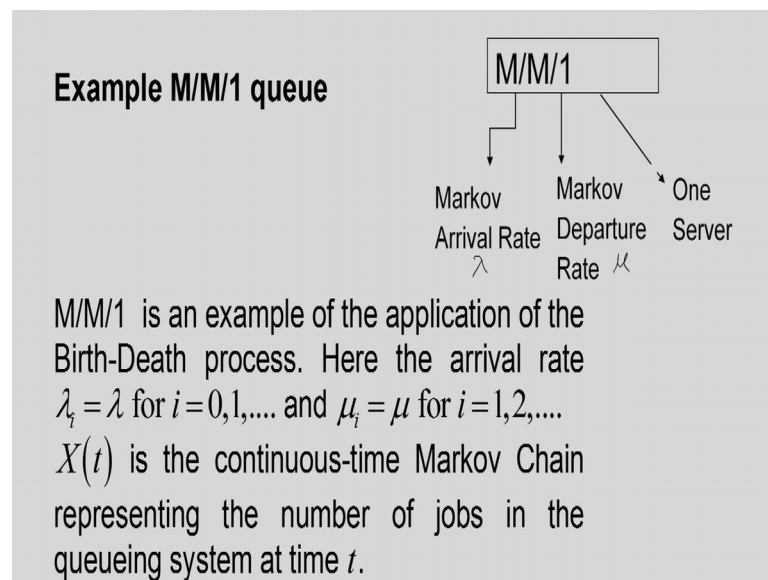 Example M/M/1 queue
M/M/1
Markov
Arrival Rate
λ
Markov
Departure
Rate μ
One
Server
M/M/1 is an example of the application of the
Birth-Death process. Here the arrival rate
λᵢ = λ for i = 0,1,.... and μᵢ = μ for i = 1,2,....
X(t) is the continuous-time Markov Chain
representing the number of jobs in the
queueing system at time t.